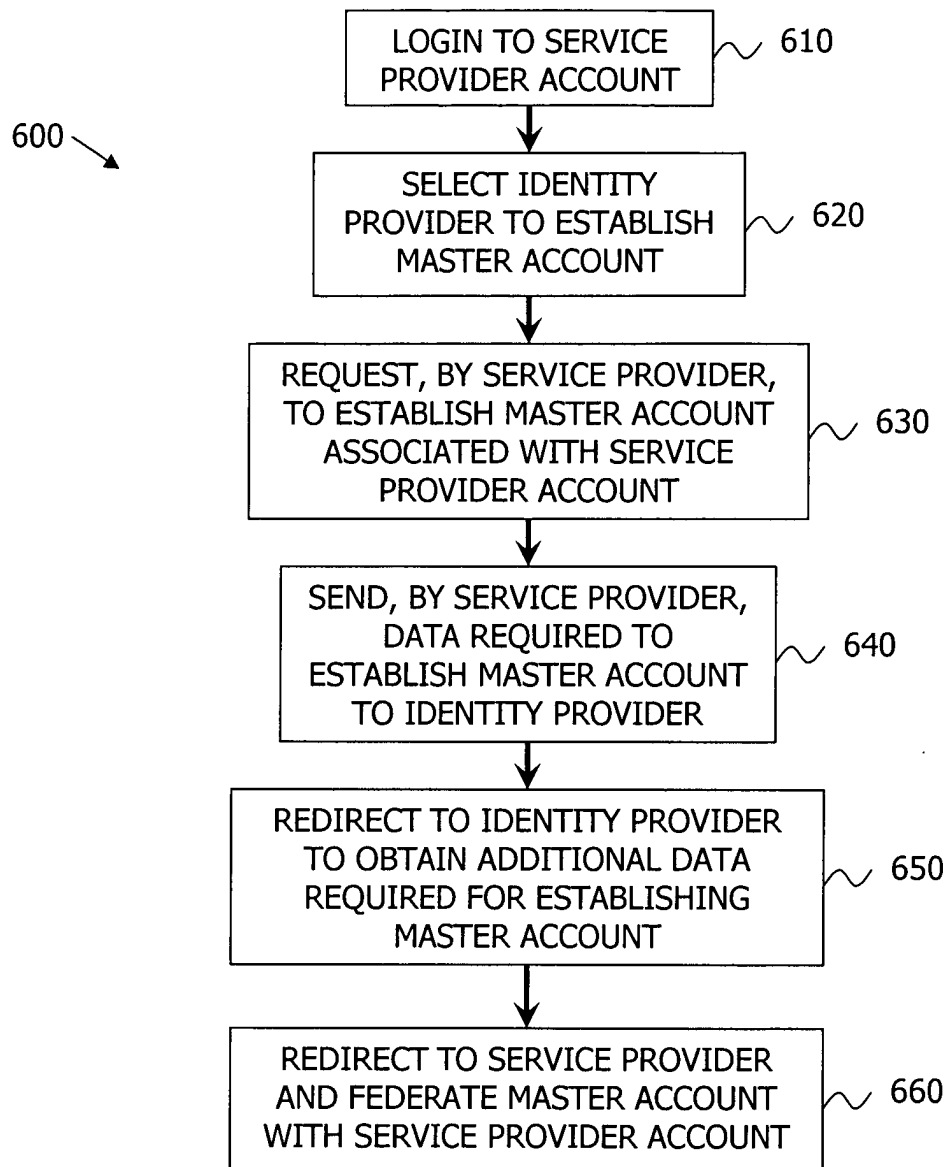 LOGIN TO SERVICE
PROVIDER ACCOUNT
610
600
SELECT IDENTITY
PROVIDER TO ESTABLISH
MASTER ACCOUNT
620
REQUEST, BY SERVICE PROVIDER,
TO ESTABLISH MASTER ACCOUNT
ASSOCIATED WITH SERVICE
PROVIDER ACCOUNT
630
SEND, BY SERVICE PROVIDER,
DATA REQUIRED TO
ESTABLISH MASTER ACCOUNT
TO IDENTITY PROVIDER
640
REDIRECT TO IDENTITY PROVIDER
TO OBTAIN ADDITIONAL DATA
REQUIRED FOR ESTABLISHING
MASTER ACCOUNT
650
REDIRECT TO SERVICE PROVIDER
AND FEDERATE MASTER ACCOUNT
WITH SERVICE PROVIDER ACCOUNT
660